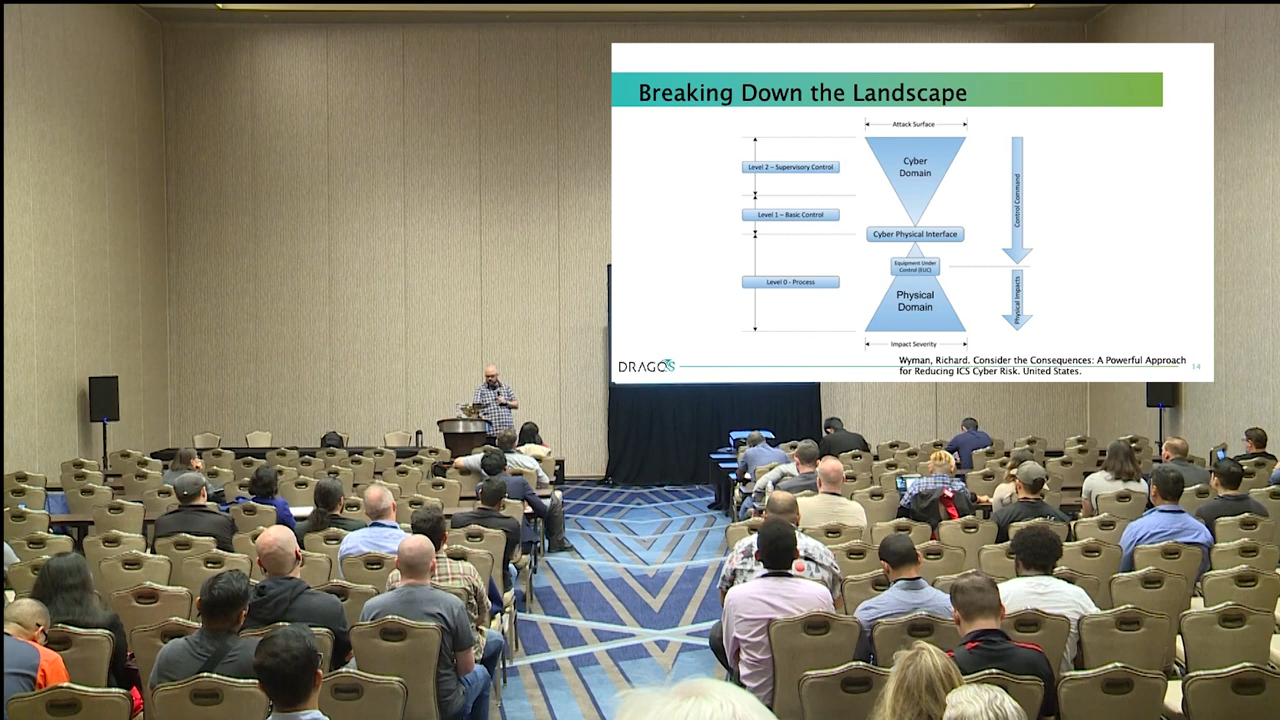 Breaking Down the Landscape
Attack Surface
Level 2 – Supervisory Control
Cyber
Domain
Level 1 – Basic Control
Cyber Physical Interface
Control Command
Equipment Under
Control (EUC)
Level 0 - Process
Physical
Domain
Physical Impacts
Impact Severity
Wyman, Richard. Consider the Consequences: A Powerful Approach
for Reducing ICS Cyber Risk. United States.
DRAGOS
14